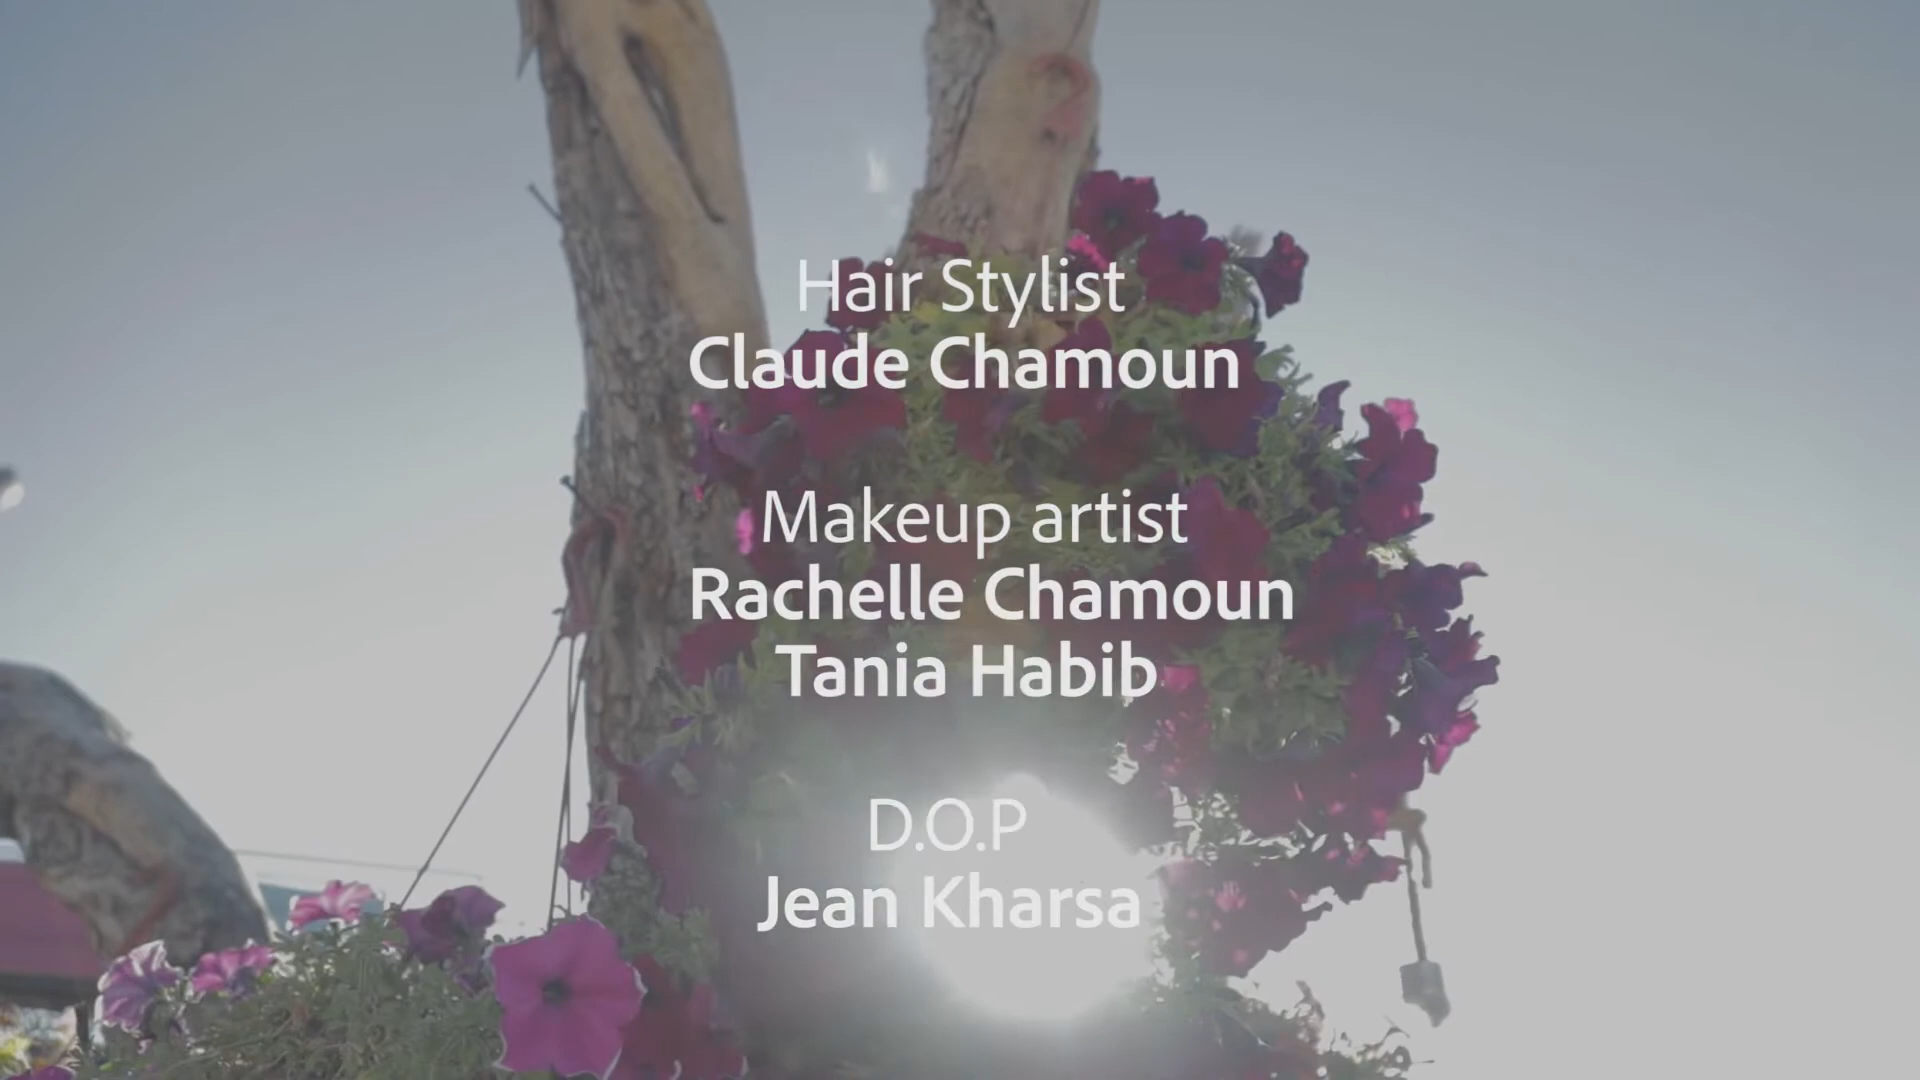 Hair Stylist
Claude Chamoun
Makeup artist
Rachelle Chamoun
Tania Habib
D.O.P
Jean Kharsa